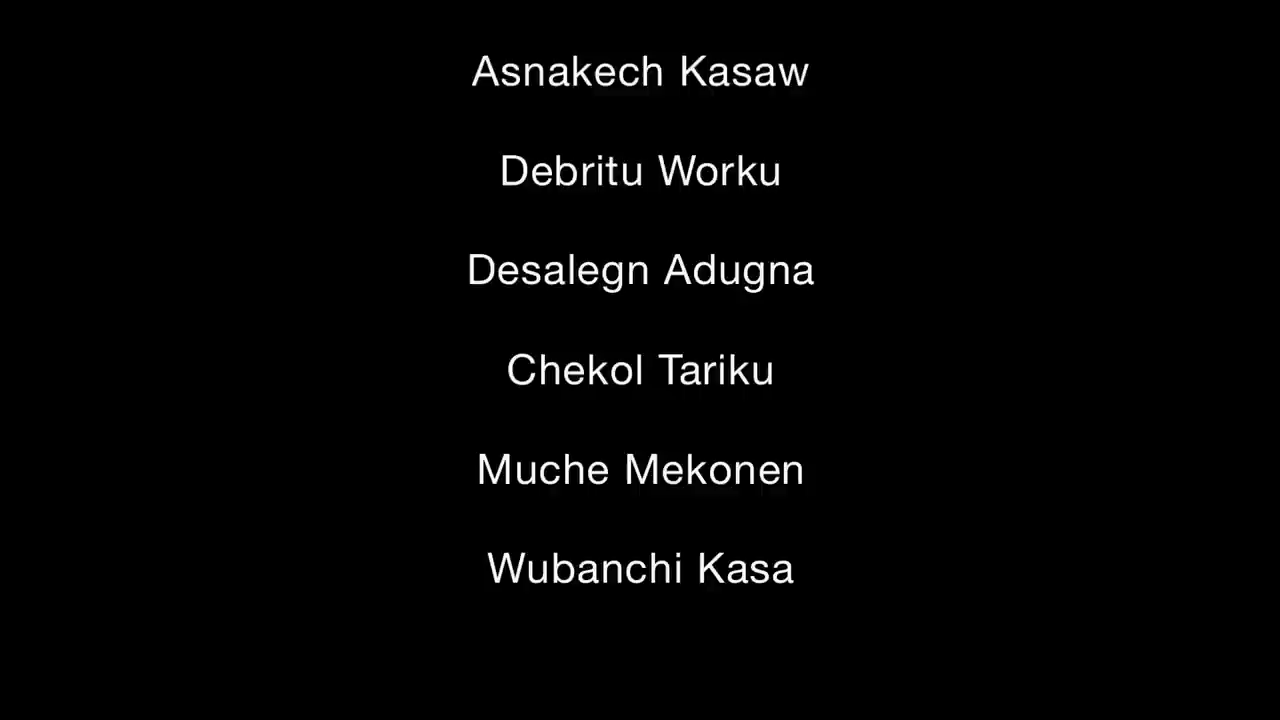 Asnakech Kasaw
Debritu Worku
Desalegn Adugna
Chekol Tariku
Muche Mekonen
Wubanchi Kasa